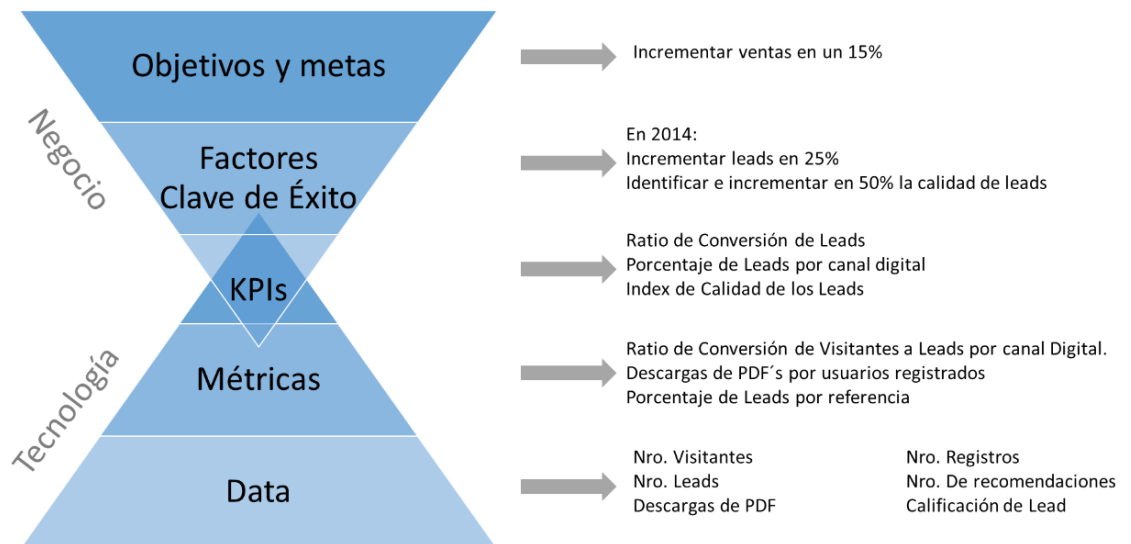 Negocio
Tecnología
Objetivos y metas
Incrementar ventas en un 15%
Factores
Clave de Éxito
En 2014:
Incrementar leads en 25%
Identificar e incrementar en 50% la calidad de leads
KPIs
Ratio de Conversión de Leads
Porcentaje de Leads por canal digital
Index de Calidad de los Leads
Métricas
Ratio de Conversión de Visitantes a Leads por canal Digital.
Descargas de PDF´s por usuarios registrados
Porcentaje de Leads por referencia
Data
Nro. Visitantes
Nro. Leads
Descargas de PDF
Nro. Registros
Nro. De recomendaciones
Calificación de Lead